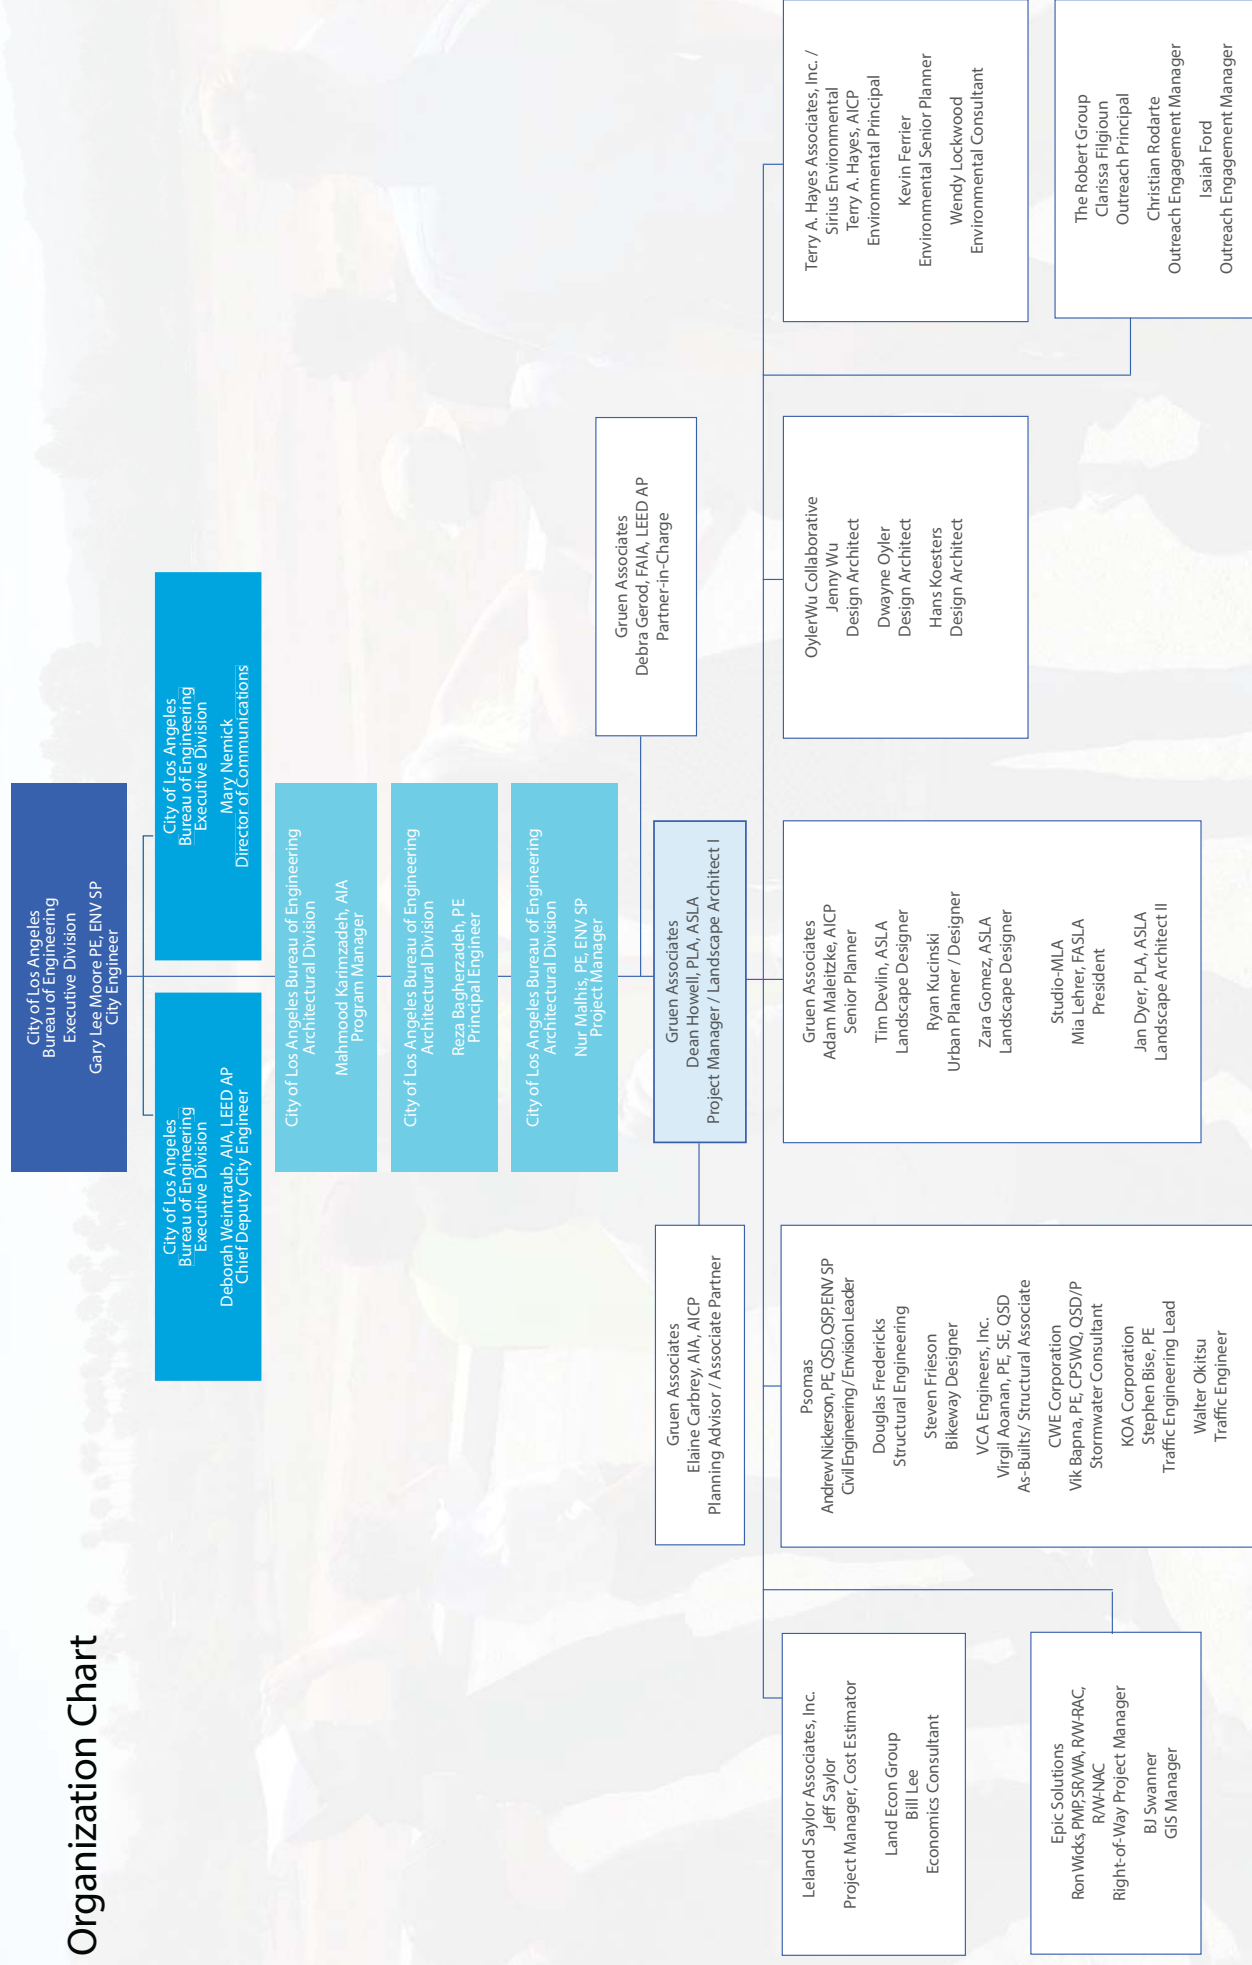 Organization Chart
City of Los Angeles
Bureau of Engineering
Executive Division
Gary Lee Moore PE, ENV SP
City Engineer
City of Los Angeles
Bureau of Engineering
Executive Division
Deborah Weintraub, AIA, LEED AP
Chief Deputy City Engineer
City of Los Angeles
Bureau of Engineering
Executive Division
Mary Nemick
Director of Communications
City of Los Angeles Bureau of Engineering
Architectural Division
Mahmood Karimzadeh, AIA
Program Manager
City of Los Angeles Bureau of Engineering
Architectural Division
Reza Bagherzadeh, PE
Principal Engineer
City of Los Angeles Bureau of Engineering
Architectural Division
Nur Malhis, PE, ENV SP
Project Manager
Gruen Associates
Debra Gerod, FAIA, LEED AP
Partner-in-Charge
Gruen Associates
Elaine Carbrey, AIA, AICP
Planning Advisor / Associate Partner
Gruen Associates
Dean Howell, PLA, ASLA
Project Manager / Landscape Architect I
Leland Saylor Associates, Inc.
Jeff Saylor
Project Manager, Cost Estimator
Land Econ Group
Bill Lee
Economics Consultant
Epic Solutions
Ron Wicks, PMP, SR/WA, R/W-RAC,
R/W-NAC
Right-of-Way Project Manager
BJ Swanner
GIS Manager
Psomas
Andrew Nickerson, PE, QSD, QSP, ENV SP
Civil Engineering / Envision Leader
Douglas Fredericks
Structural Engineering
Steven Frieson
Bikeway Designer
VCA Engineers, Inc.
Virgil Aoanan, PE, SE, QSD
As-Builts/ Structural Associate
CWE Corporation
Vik Bapna, PE, CPSWQ, QSD/P
Stormwater Consultant
KOA Corporation
Stephen Bise, PE
Traffic Engineering Lead
Walter Okitsu
Traffic Engineer
Gruen Associates
Adam Maleitzke, AICP
Senior Planner
Tim Devlin, ASLA
Landscape Designer
Ryan Kucinski
Urban Planner / Designer
Zara Gomez, ASLA
Landscape Designer
Studio-MLA
Mia Lehrer, FASLA
President
Jan Dyer, PLA, ASLA
Landscape Architect II
OylerWu Collaborative
Jenny Wu
Design Architect
Dwayne Oyler
Design Architect
Hans Koesters
Design Architect
Terry A. Hayes Associates, Inc. /
Sirius Environmental
Terry A. Hayes, AICP
Environmental Principal
Kevin Ferrier
Environmental Senior Planner
Wendy Lockwood
Environmental Consultant
The Robert Group
Clarissa Filgioun
Outreach Principal
Christian Rodarte
Outreach Engagement Manager
Isaiah Ford
Outreach Engagement Manager